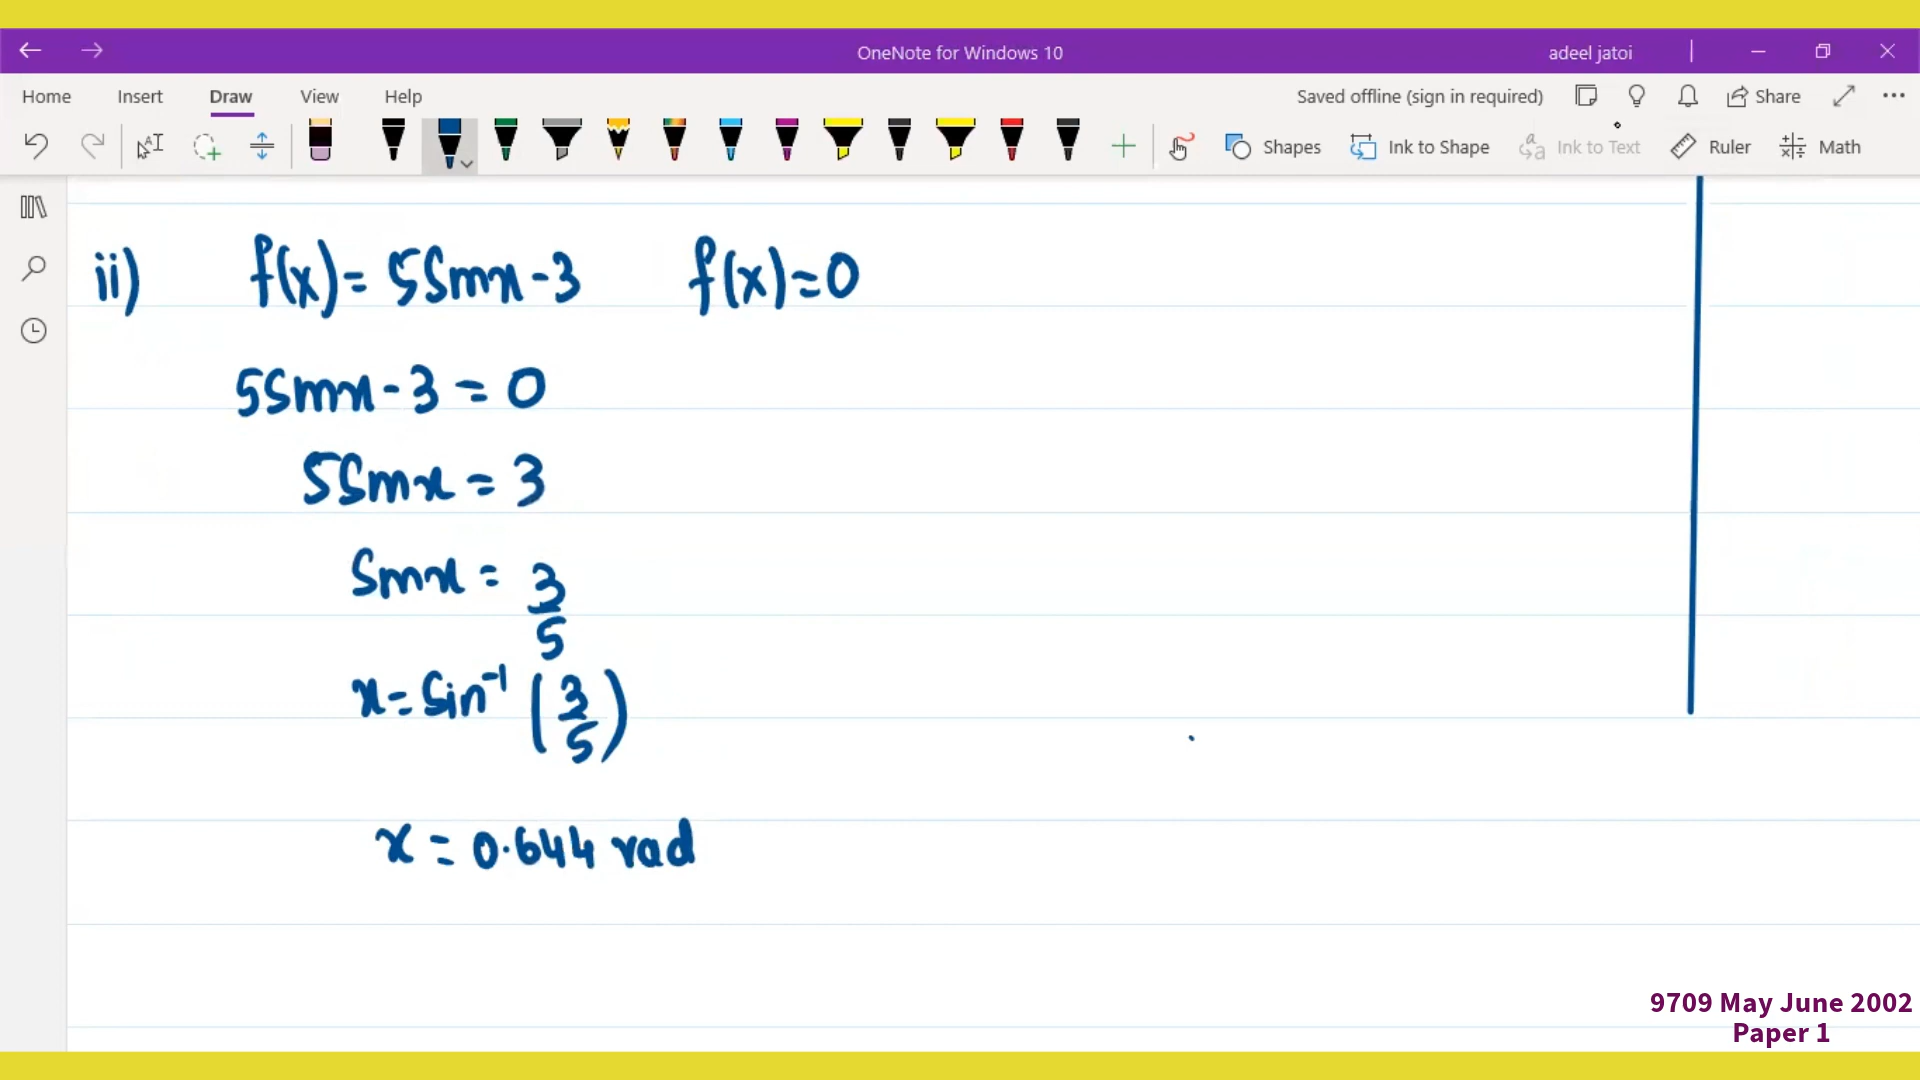 OneNote for Windows 10
adeel jatoi
Home Insert Draw View Help
Saved offline (sign in required)
Share
Shapes
Ink to Shape
Ink to Text
Ruler
Math
ii) f(x)= 5Sinx-3 f(x)=0
5Sinx-3 = 0
5Sinx = 3
Sinx = 3/5
x = Sin⁻¹ (3/5)
x = 0.644 rad
9709 May June 2002
Paper 1